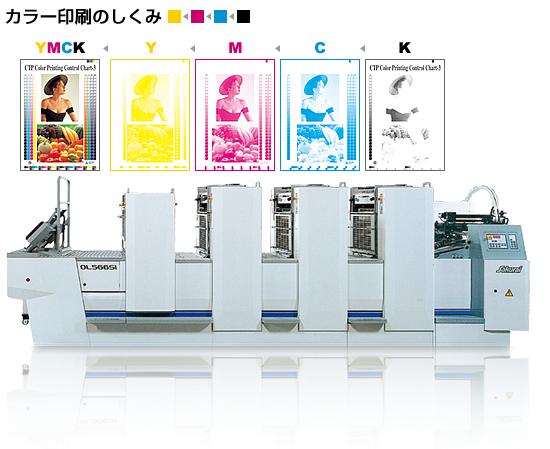 カラー印刷のしくみ
YMCK Y M C K
CTP Color Printing Control Chart-3
CTP Color Printing Control Chart-3
OL566SI
Sakurai